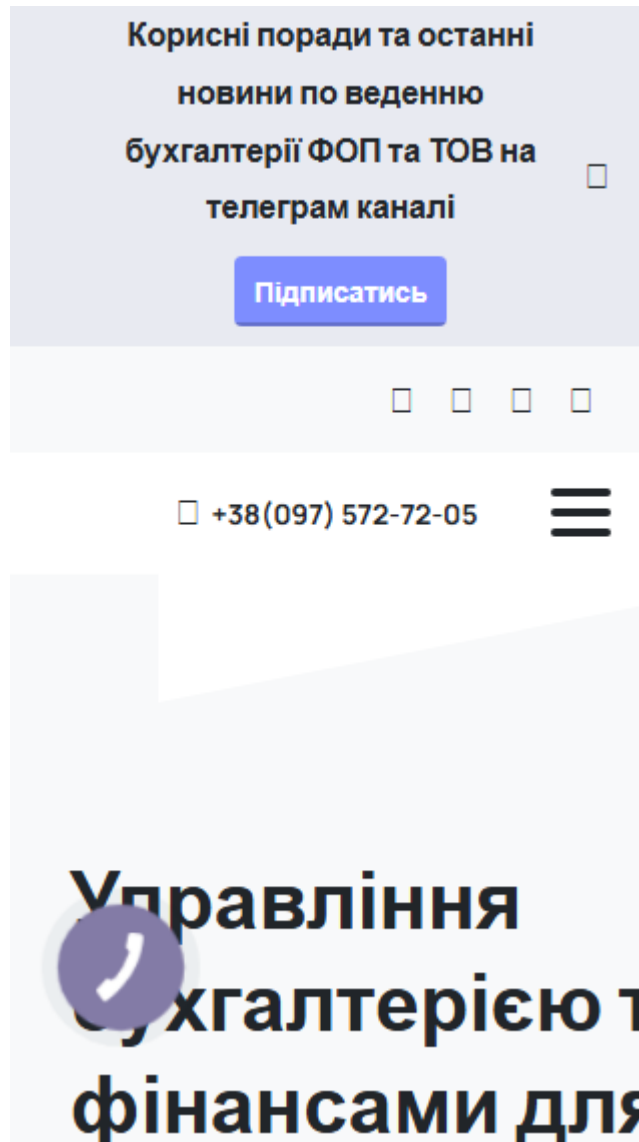 Корисні поради та останні
новини по веденню
бухгалтерії ФОП та ТОВ на
телеграм каналі
Підписатись
+38(097) 572-72-05
Управління
бухгалтерією т
фінансами для